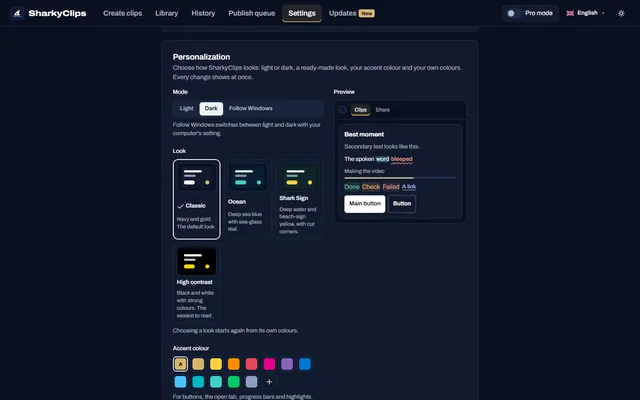 SharkyClips
Create clips
Library
History
Publish queue
Settings
Updates New
Pro mode
English
Personalization
Choose how SharkyClips looks: light or dark, a ready-made look, your accent colour and your own colours.
Every change shows at once.
Mode
Light
Dark
Follow Windows
Follow Windows switches between light and dark with your
computer's setting.
Look
Classic
Navy and gold.
The default look.
Ocean
Deep sea blue
with sea-glass
teal.
Shark Sign
Deep water and
beach-sign
yellow, with cut
corners.
High contrast
Black and white
with strong
colours. The
easiest to read.
Choosing a look starts again from its own colours.
Accent colour
A
+
For buttons, the open tab, progress bars and highlights.
Preview
Clips
Share
Best moment
Secondary text looks like this.
The spoken word bleeped
Making the video
Done Check Failed A link
Main button
Button